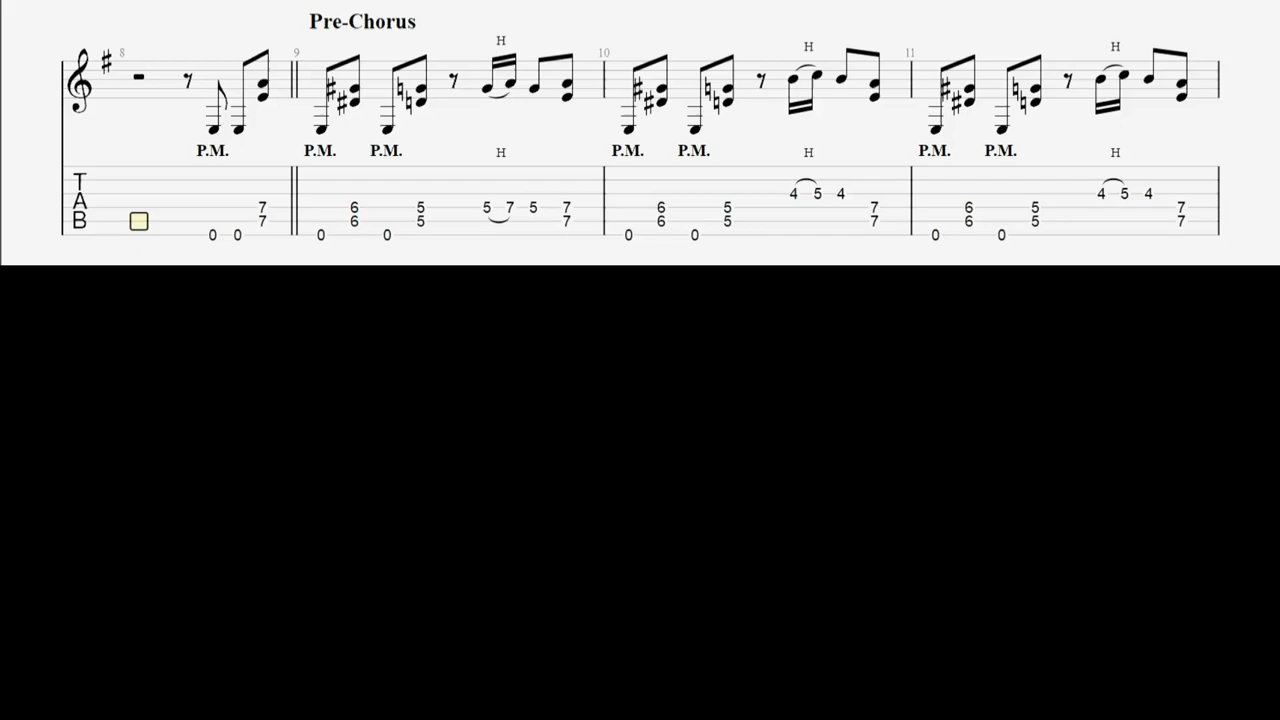 Pre-Chorus
H
8 9 10 H 11 H
P.M. P.M. P.M. H P.M. P.M. H P.M. P.M. H
T
4 5 4 4 5 4
A 7 6 5 5 7 5 7 6 5 7 6 5 7
B 7 6 5 7 6 5 7 6 5 7
0 0 0 0 0 0 0 0